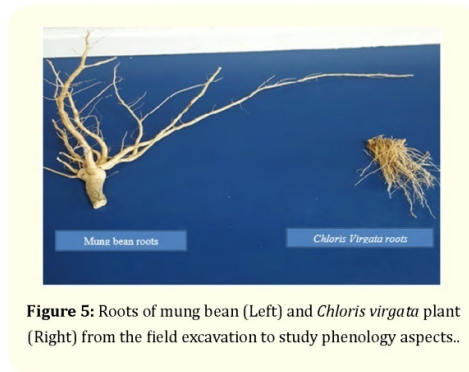 Mung bean roots
Chloris Virgata roots
Figure 5: Roots of mung bean (Left) and Chloris virgata plant
(Right) from the field excavation to study phenology aspects..